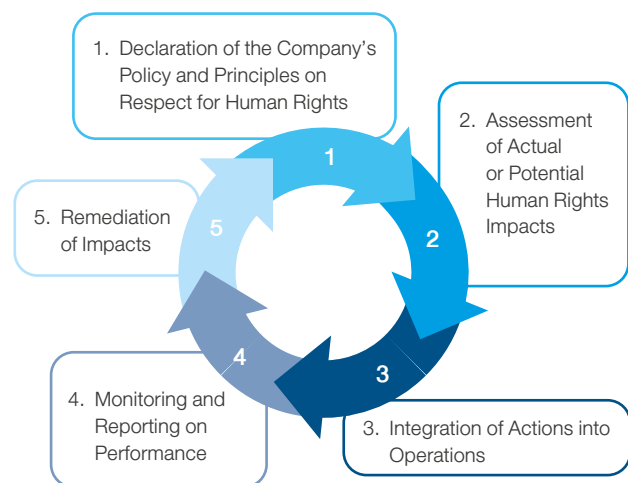 1. Declaration of the Company's
Policy and Principles on
Respect for Human Rights
2. Assessment
of Actual
or Potential
Human Rights
Impacts
3. Integration of Actions into
Operations
4. Monitoring and
Reporting on
Performance
5. Remediation
of Impacts
1
2
3
4
5